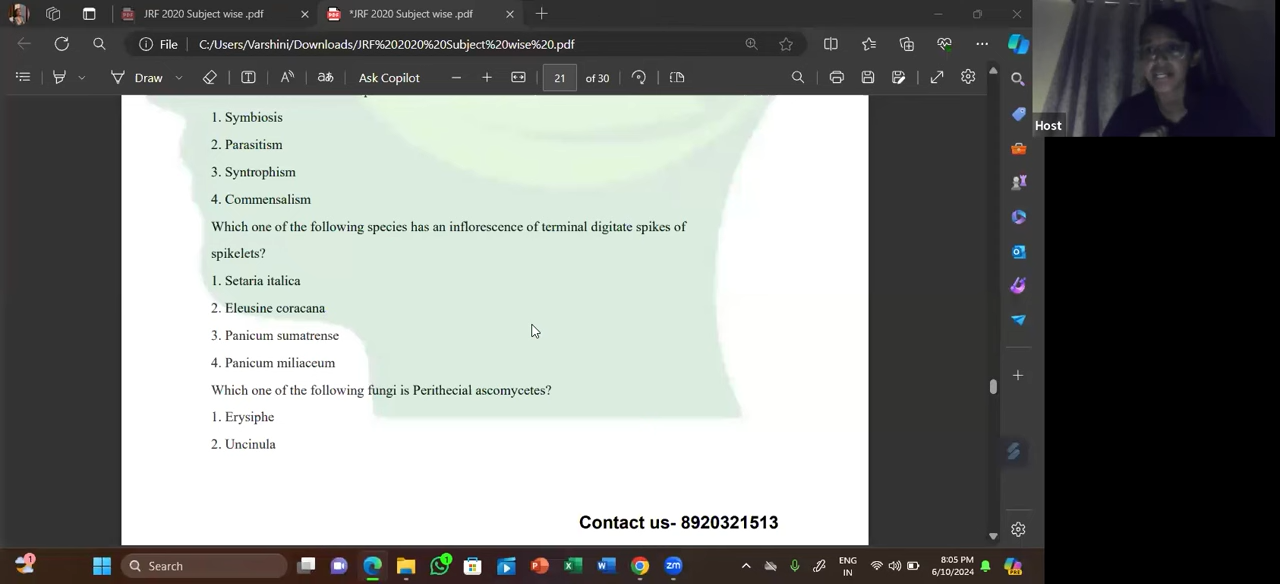 JRF 2020 Subject wise .pdf
*JRF 2020 Subject wise .pdf
File
C:/Users/Varshini/Downloads/JRF%202020%20Subject%20wise%20.pdf
Draw
Ask Copilot
21
of 30
Host
1. Symbiosis
2. Parasitism
3. Syntrophism
4. Commensalism
Which one of the following species has an inflorescence of terminal digitate spikes of
spikelets?
1. Setaria italica
2. Eleusine coracana
3. Panicum sumatrense
4. Panicum miliaceum
Which one of the following fungi is Perithecial ascomycetes?
1. Erysiphe
2. Uncinula
Contact us- 8920321513
Search
ENG
IN
8:05 PM
6/10/2024